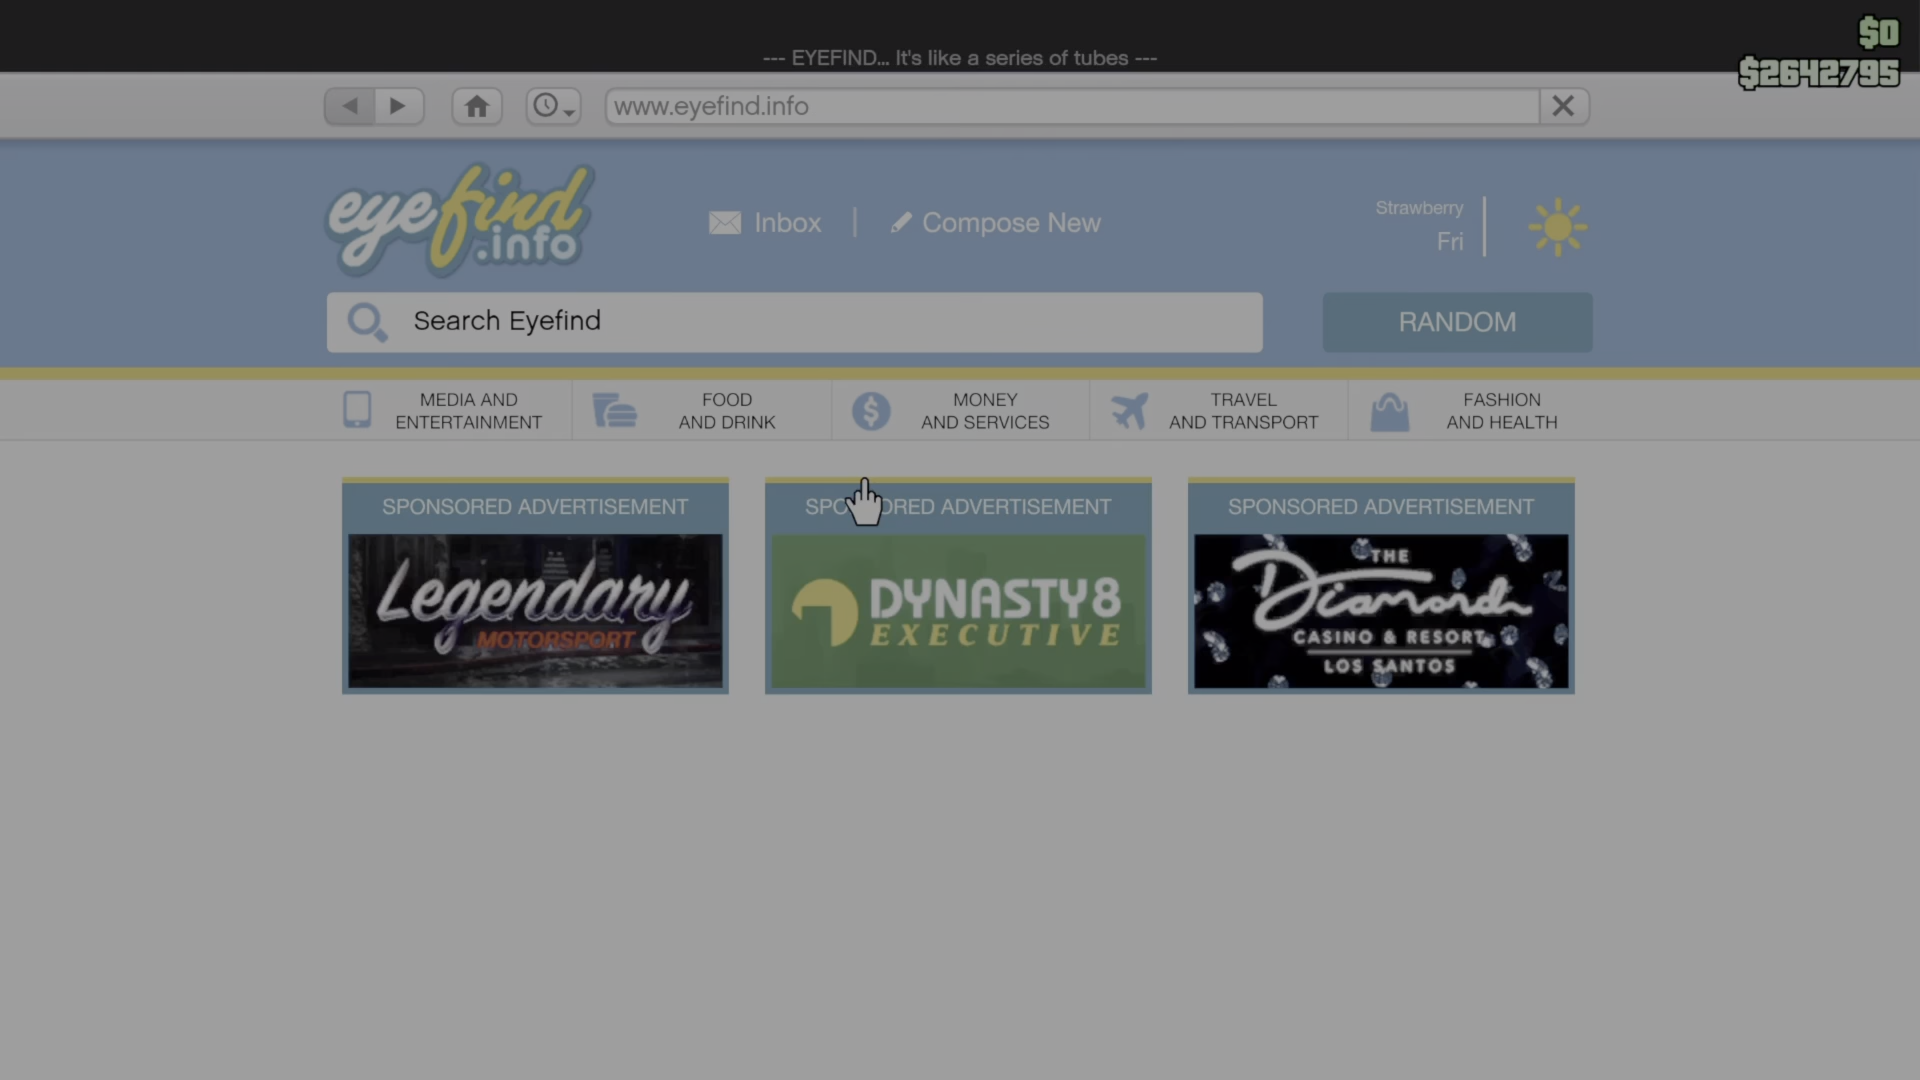 $0
--- EYEFIND... It's like a series of tubes ---
$2642795
www.eyefind.info
eyefind
.info
Inbox
Compose New
Strawberry
Fri
Search Eyefind
RANDOM
MEDIA AND
ENTERTAINMENT
FOOD
AND DRINK
MONEY
AND SERVICES
TRAVEL
AND TRANSPORT
FASHION
AND HEALTH
SPONSORED ADVERTISEMENT
Legendary
MOTORSPORT
SPONSORED ADVERTISEMENT
DYNASTY8
EXECUTIVE
SPONSORED ADVERTISEMENT
THE
Diamond
CASINO & RESORT
LOS SANTOS